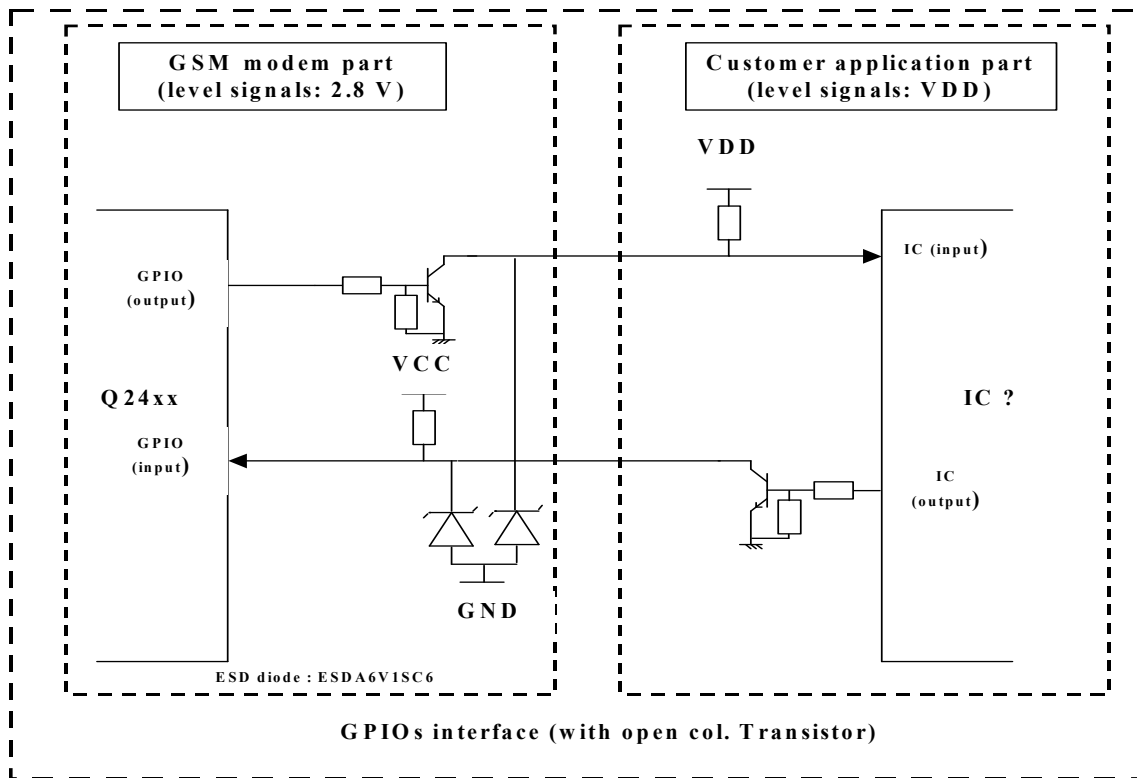 GSM modem part
(level signals: 2.8 V)
Customer application part
(level signals: VDD)
VDD
GPIO
(output)
IC (input)
VCC
Q24xx
IC ?
GPIO
(input)
IC
(output)
GND
ESD diode : ESDA6V1SC6
GPIOs interface (with open col. Transistor)